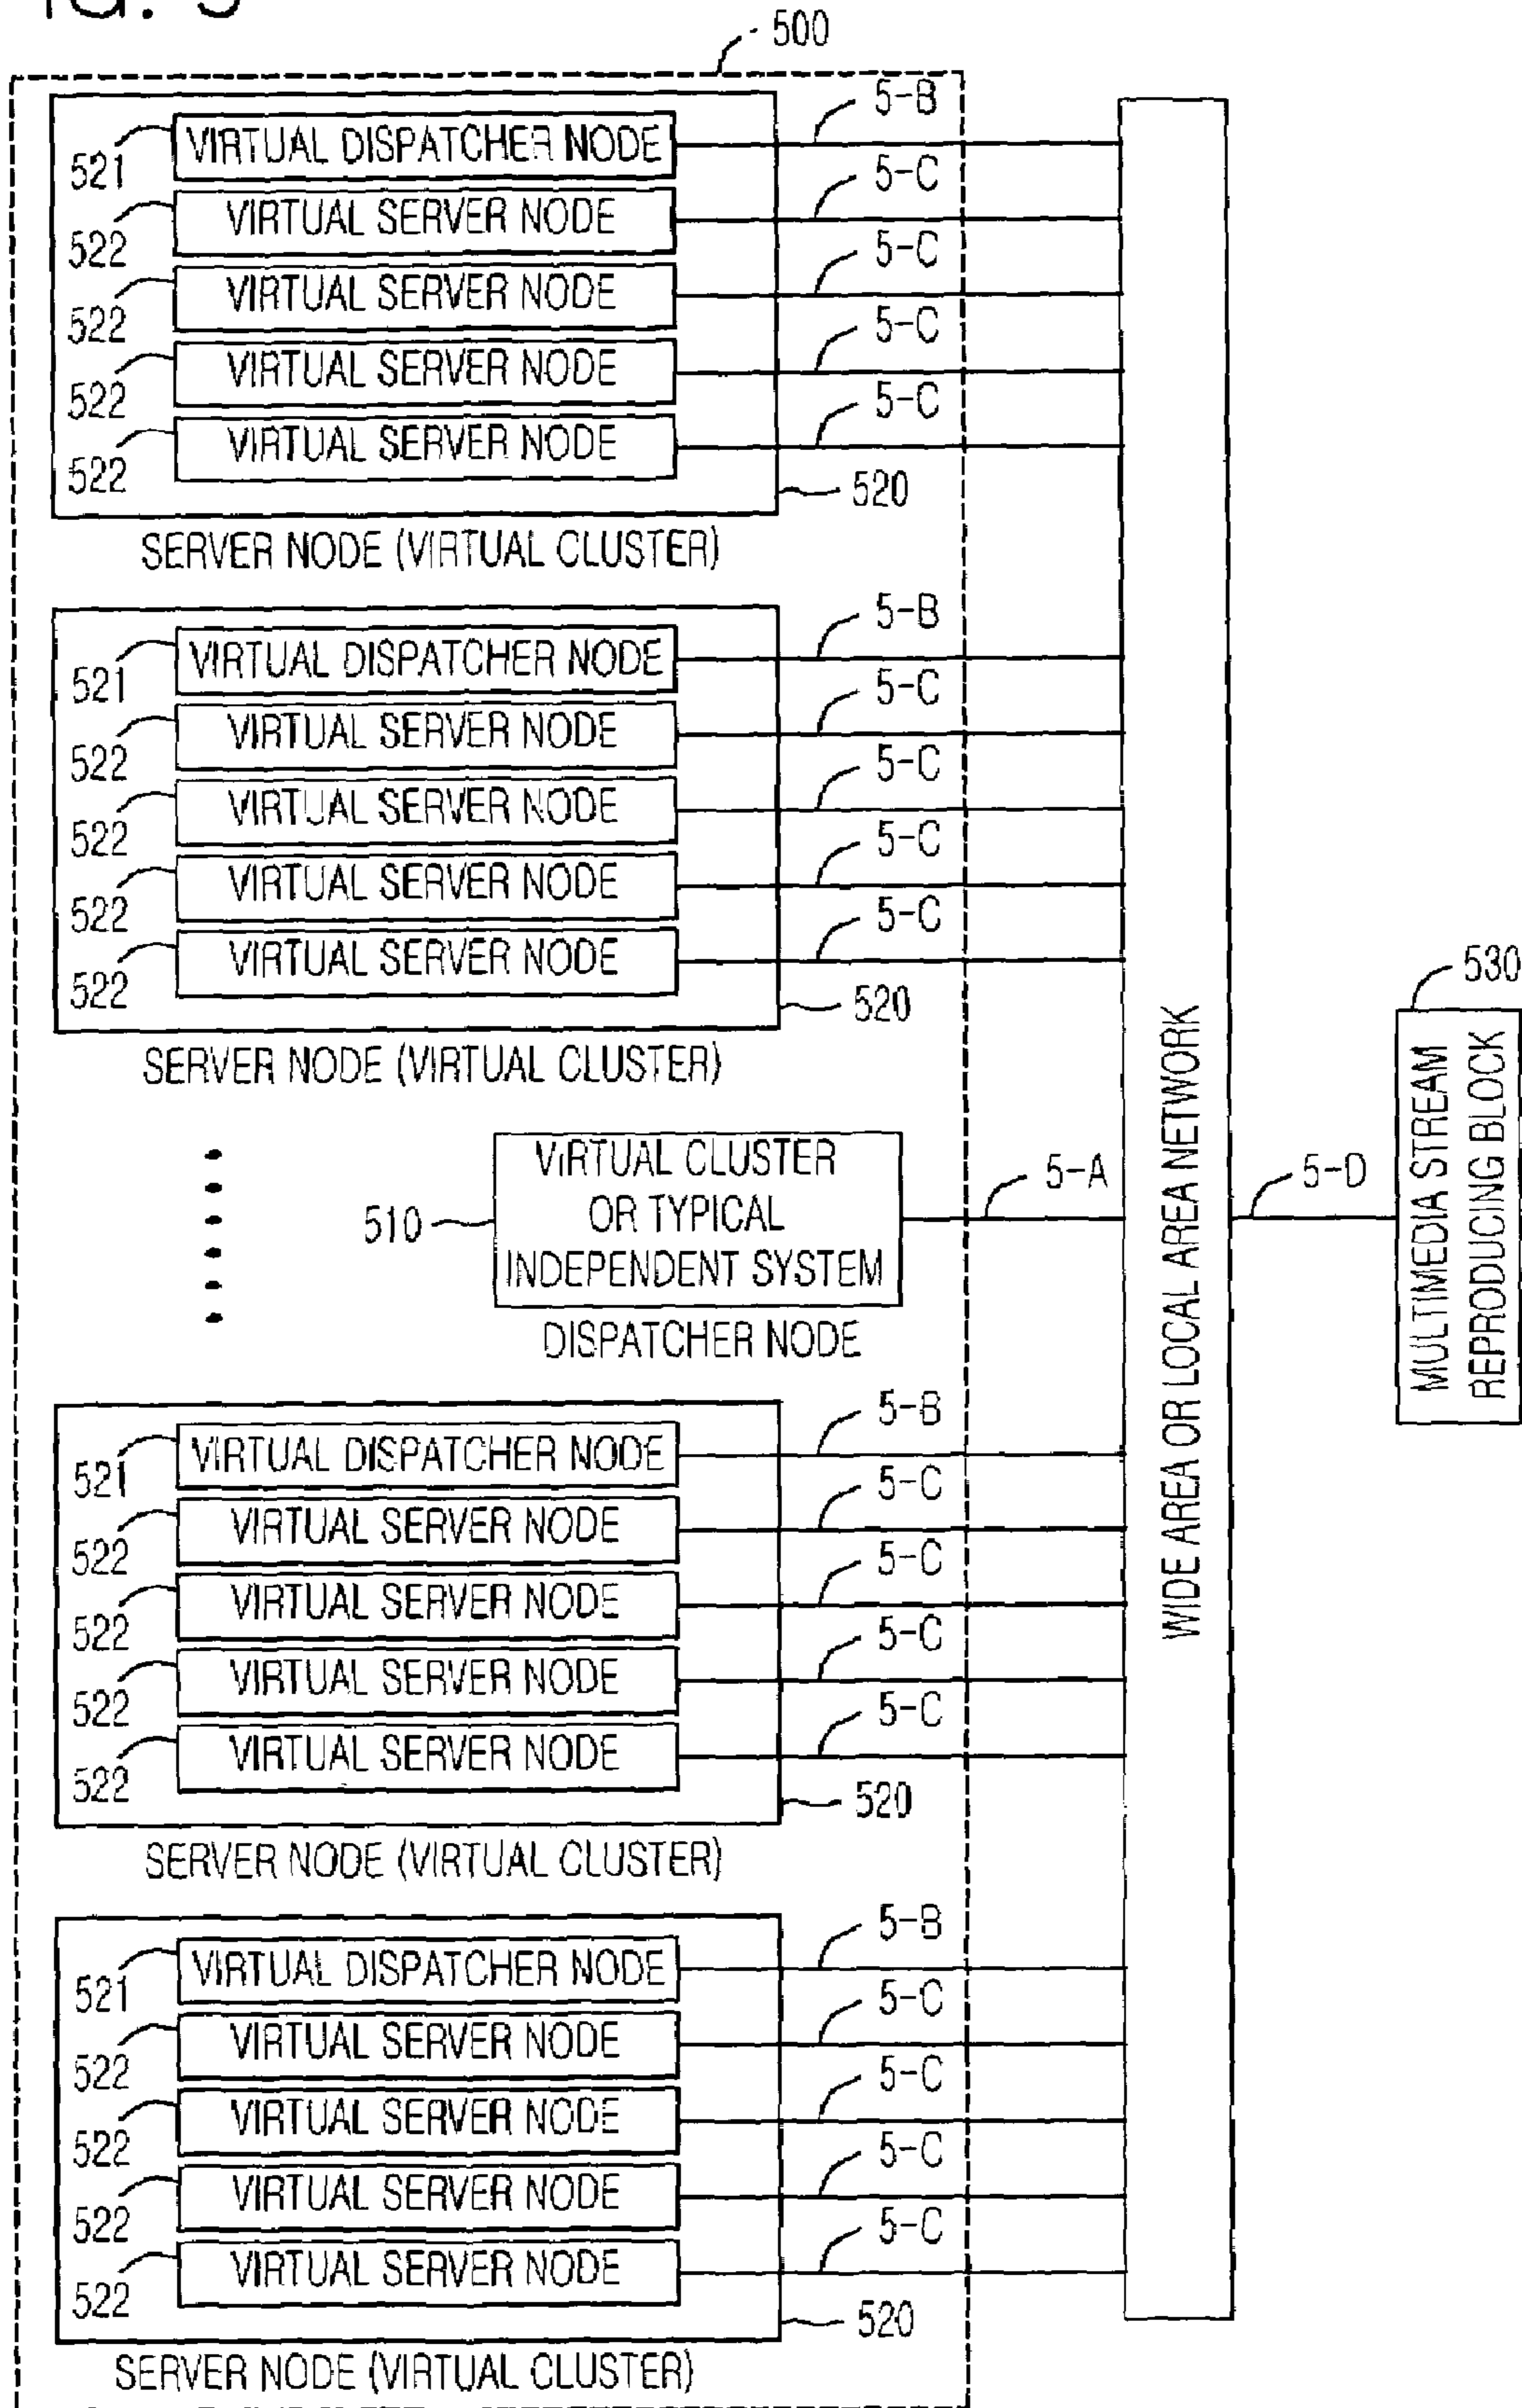 500
VIRTUAL DISPATCHER NODE
5-B
521
VIRTUAL SERVER NODE
5-C
522
VIRTUAL SERVER NODE
5-C
522
VIRTUAL SERVER NODE
5-C
522
VIRTUAL SERVER NODE
5-C
522
520
SERVER NODE (VIRTUAL CLUSTER)
VIRTUAL DISPATCHER NODE
5-B
521
VIRTUAL SERVER NODE
5-C
522
VIRTUAL SERVER NODE
5-C
522
VIRTUAL SERVER NODE
5-C
522
VIRTUAL SERVER NODE
5-C
522
520
SERVER NODE (VIRTUAL CLUSTER)
VIRTUAL CLUSTER
OR TYPICAL
INDEPENDENT SYSTEM
510
5-A
DISPATCHER NODE
VIRTUAL DISPATCHER NODE
5-B
521
VIRTUAL SERVER NODE
5-C
522
VIRTUAL SERVER NODE
5-C
522
VIRTUAL SERVER NODE
5-C
522
VIRTUAL SERVER NODE
5-C
522
520
SERVER NODE (VIRTUAL CLUSTER)
VIRTUAL DISPATCHER NODE
5-B
521
VIRTUAL SERVER NODE
5-C
522
VIRTUAL SERVER NODE
5-C
522
VIRTUAL SERVER NODE
5-C
522
VIRTUAL SERVER NODE
5-C
522
520
SERVER NODE (VIRTUAL CLUSTER)
WIDE AREA OR LOCAL AREA NETWORK
5-D
530
MULTIMEDIA STREAM
REPRODUCING BLOCK